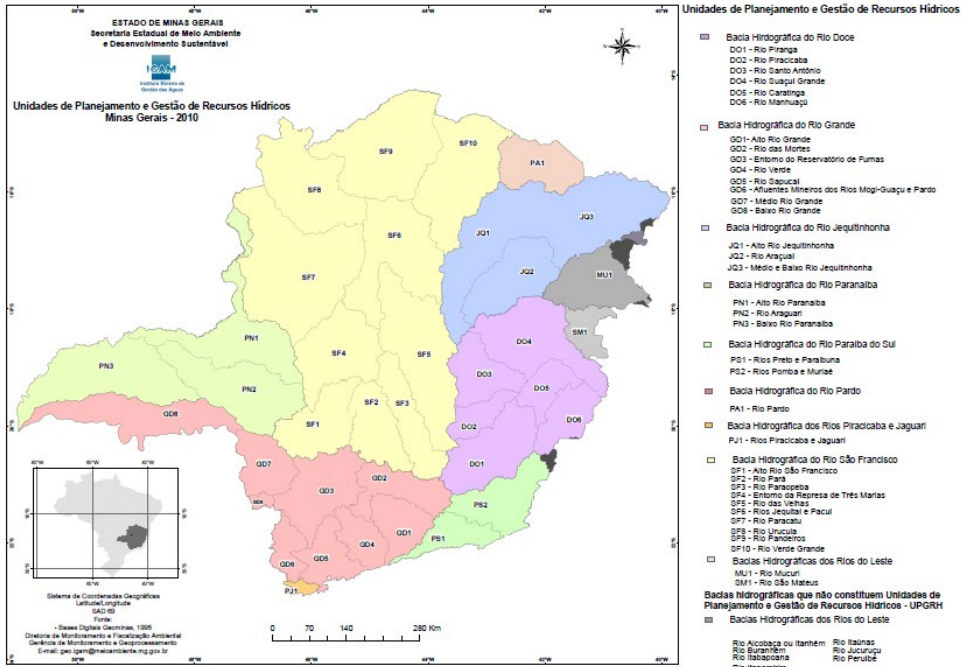 ESTADO DE MINAS GERAIS
Secretaria Estadual de Meio Ambiente
e Desenvolvimento Sustentável
IGAM
Instituto Mineiro de
Gestão das Águas
Unidades de Planejamento e Gestão de Recursos Hídricos
Minas Gerais - 2010
SF9
SF10
PA1
SF8
JQ3
JQ1
SF6
JQ2
MU1
SF7
SM1
PN1
DO4
SF4
SF5
PN3
DO3
PN2
DO5
SF2
SF3
GD8
SF1
DO2
DO6
GD7
GD2
DO1
GD3
PS2
GD6
GD1
PS1
GD4
GD5
GD6
PJ1
0 70 140 280 Km
Sistema de Coordenadas Geográficas
Latitude/Longitude
SAD 69
Fonte:
- Bases Digitais Geominas, 1995
Diretoria de Monitoramento e Fiscalização Ambiental
Gerência de Monitoramento e Geoprocessamento
E-mail: geo.igam@meioambiente.mg.gov.br
Unidades de Planejamento e Gestão de Recursos Hídricos
Bacia Hirdográfica do Rio Doce
DO1 - Rio Piranga
DO2 - Rio Piracicaba
DO3 - Rio Santo Antônio
DO4 - Rio Suaçuí Grande
DO5 - Rio Caratinga
DO6 - Rio Manhuaçú
Bacia Hidrográfica do Rio Grande
GD1- Alto Rio Grande
GD2 - Rio das Mortes
GD3 - Entorno do Reservatório de Furnas
GD4 - Rio Verde
GD5 - Rio Sapucaí
GD6 - Afluentes Mineiros dos Rios Mogi-Guaçu e Pardo
GD7 - Médio Rio Grande
GD8 - Baixo Rio Grande
Bacia Hidrográfica do Rio Jequitinhonha
JQ1 - Alto Rio Jequitinhonha
JQ2 - Rio Araçuaí
JQ3 - Médio e Baixo Rio Jequitinhonha
Bacia Hidrográfica do Rio Paranaíba
PN1 - Alto Rio Paranaíba
PN2 - Rio Araguari
PN3 - Baixo Rio Paranaíba
Bacia Hidrográfica do Rio Paraíba do Sul
PS1 - Rios Preto e Paraibuna
PS2 - Rios Pomba e Muriaé
Bacia Hidrográfica do Rio Pardo
PA1 - Rio Pardo
Bacia Hidrográfica dos Rios Piracicaba e Jaguari
PJ1 - Rios Piracicaba e Jaguari
Bacia Hidrográfica do Rio São Francisco
SF1 - Alto Rio São Francisco
SF2 - Rio Pará
SF3 - Rio Paraopeba
SF4 - Entorno da Represa de Três Marias
SF5 - Rio das Velhas
SF6 - Rios Jequitaí e Pacuí
SF7 - Rio Paracatu
SF8 - Rio Urucuia
SF9 - Rio Pandeiros
SF10 - Rio Verde Grande
Bacias Hidrográficas dos Rios do Leste
MU1 - Rio Mucuri
SM1 - Rio São Mateus
Bacias hidrográficas que não constituem Unidades de
Planejamento e Gestão de Recursos Hídricos - UPGRH
Bacias Hidrográficas dos Rios do Leste
Rio Alcobaça ou Itanhém Rio Itaúnas
Rio Buranhém Rio Jucuruçu
Rio Itabapoana Rio Peruíbe